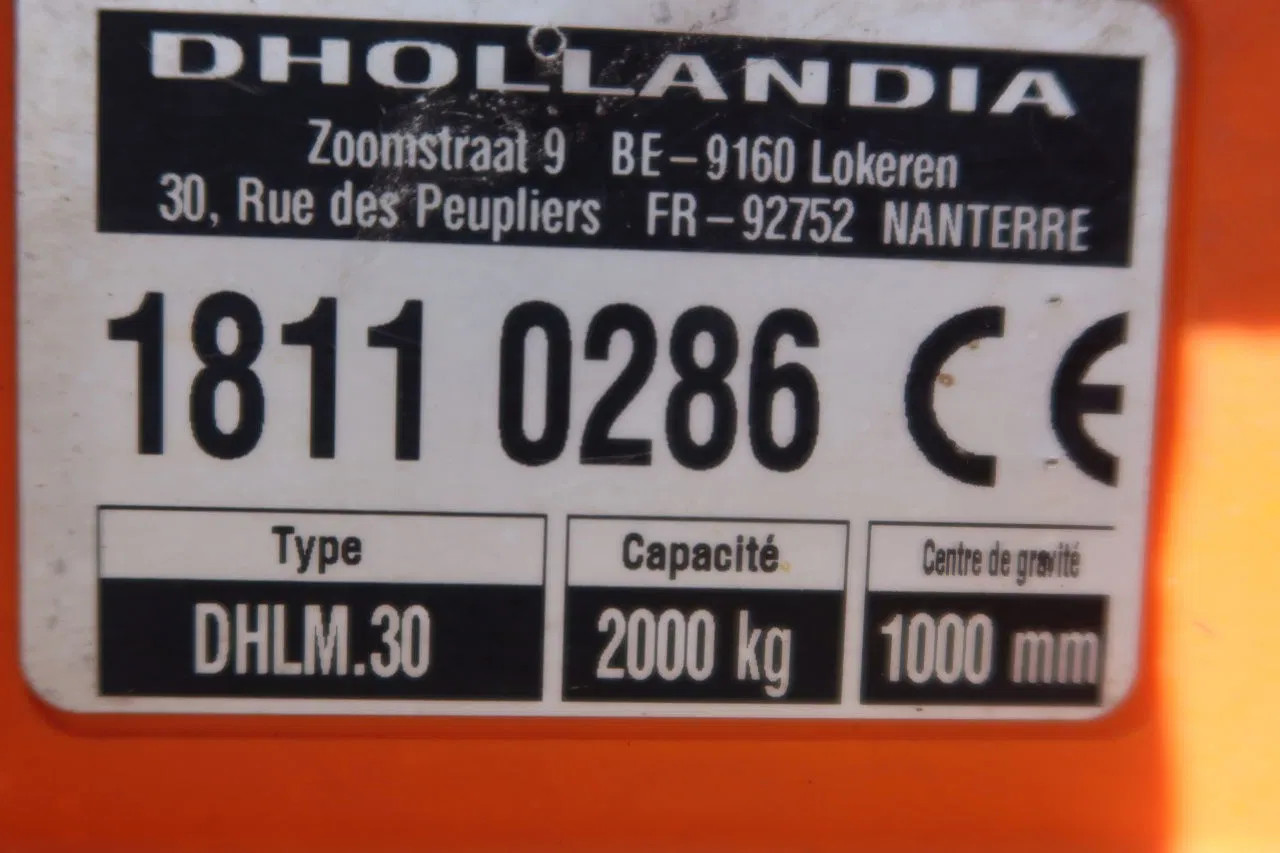 DHOLLANDIA
Zoomstraat 9 BE-9160 Lokeren
30, Rue des Peupliers FR-92752 NANTERRE
1811 0286 CE
Type Capacité Centre de gravité
DHLM.30 2000 kg 1000 mm